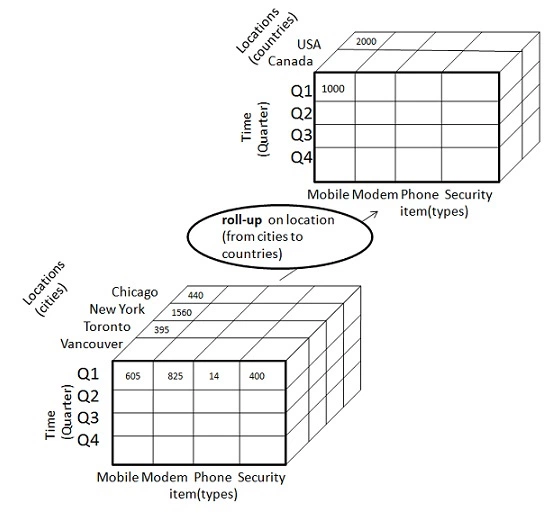 Locations
(countries)
USA
2000
Canada
Q1
1000
Q2
Q3
Q4
Time
(Quarter)
Mobile Modem Phone Security
item(types)
roll-up on location
(from cities to
countries)
Locations
(cities)
Chicago
440
New York
1560
Toronto
395
Vancouver
Q1
605 825 14 400
Q2
Q3
Q4
Time
(Quarter)
Mobile Modem Phone Security
item(types)